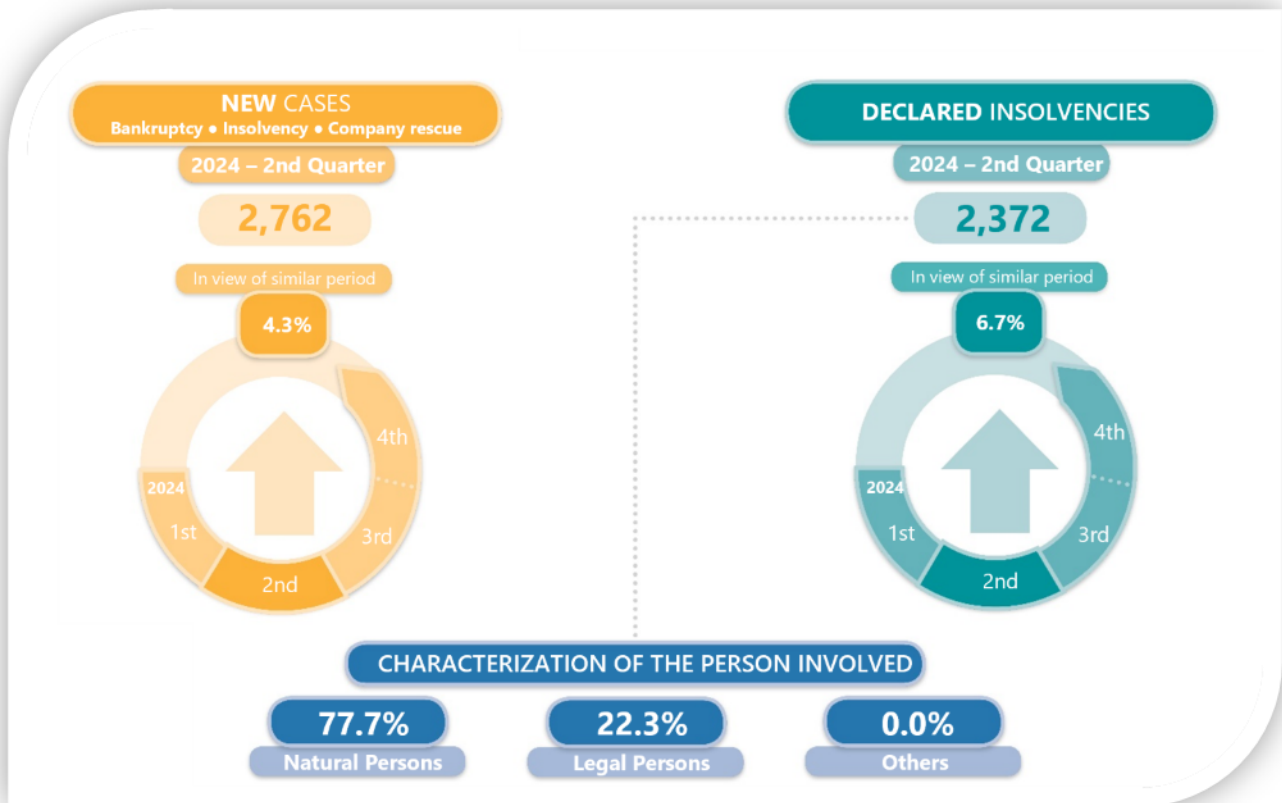 NEW CASES
Bankruptcy ● Insolvency ● Company rescue
2024 – 2nd Quarter
2,762
In view of similar period
4.3%
4th
2024
1st
3rd
2nd
DECLARED INSOLVENCIES
2024 – 2nd Quarter
2,372
In view of similar period
6.7%
4th
2024
1st
3rd
2nd
CHARACTERIZATION OF THE PERSON INVOLVED
77.7%
Natural Persons
22.3%
Legal Persons
0.0%
Others